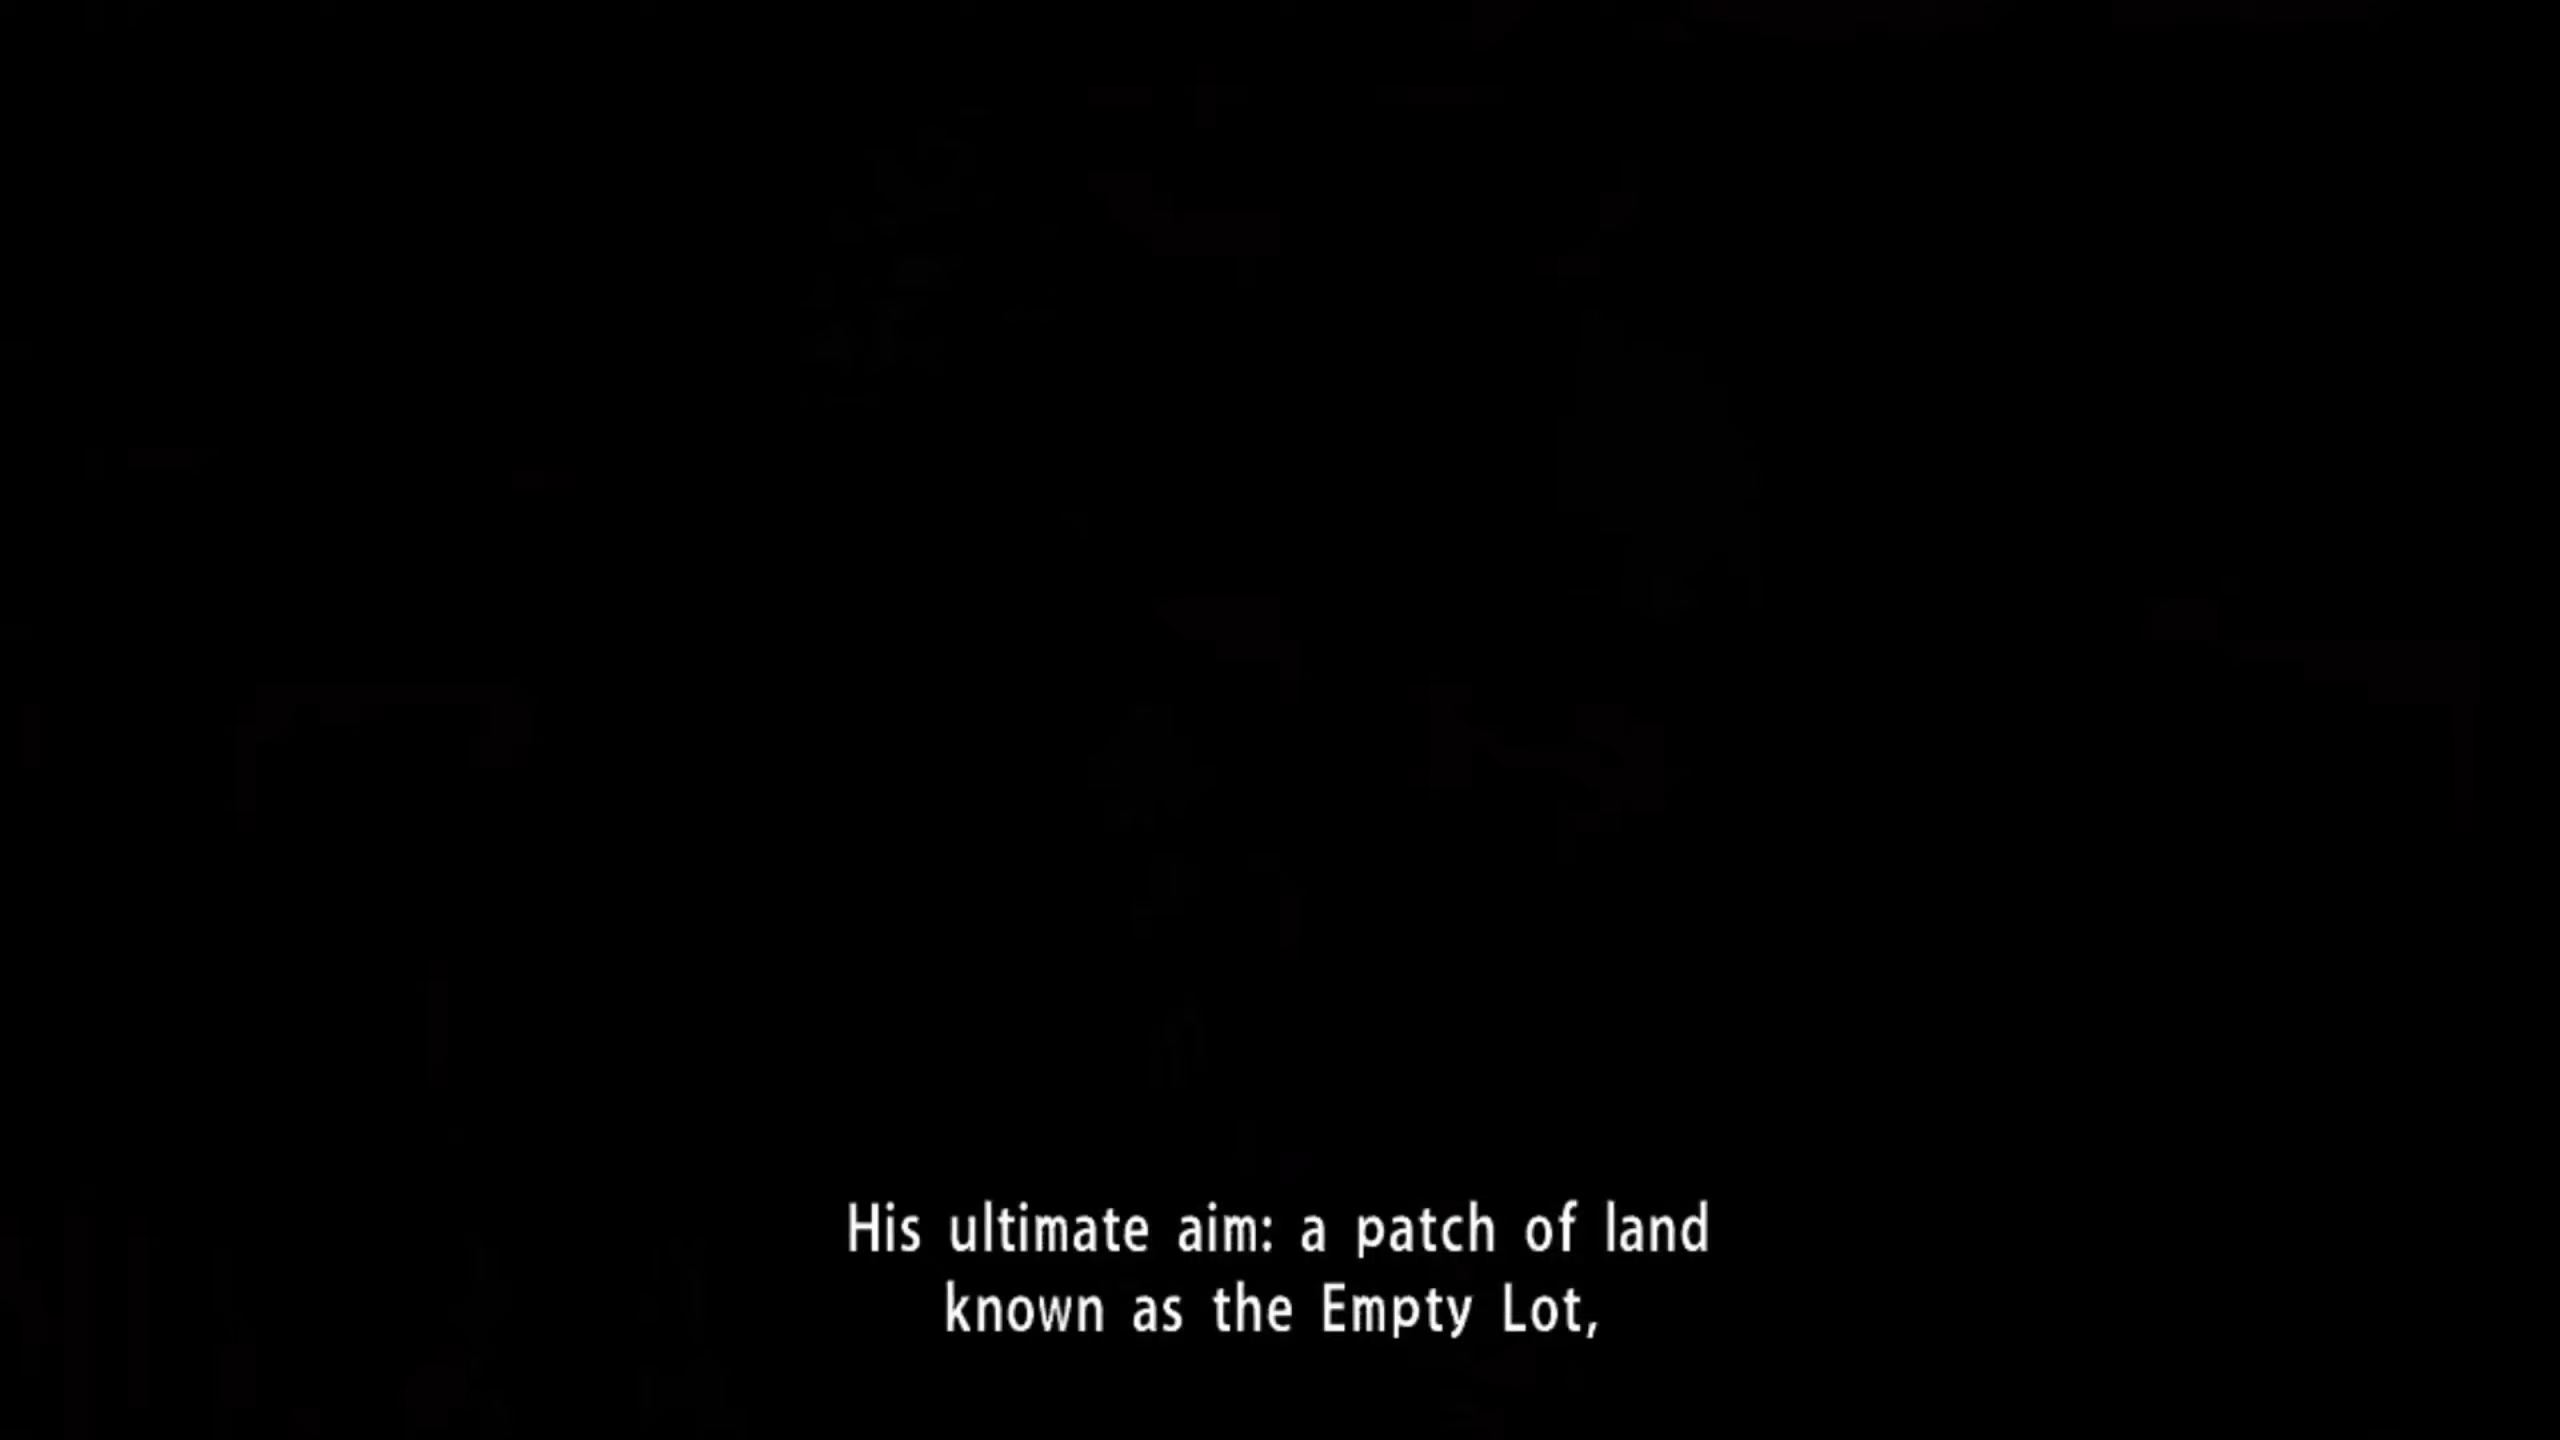 His ultimate aim: a patch of land
known as the Empty Lot,